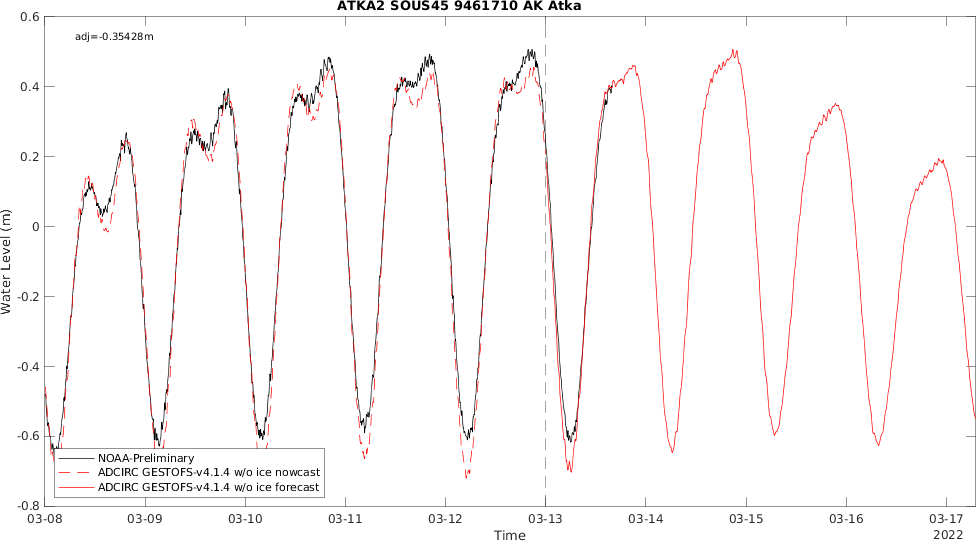 ATKA2 SOUS45 9461710 AK Atka
adj=-0.35428m
0.6
0.4
0.2
0
-0.2
-0.4
-0.6
-0.8
Water Level (m)
NOAA-Preliminary
ADCIRC GESTOFS-v4.1.4 w/o ice nowcast
ADCIRC GESTOFS-v4.1.4 w/o ice forecast
03-08 03-09 03-10 03-11 03-12 03-13 03-14 03-15 03-16 03-17
Time
2022